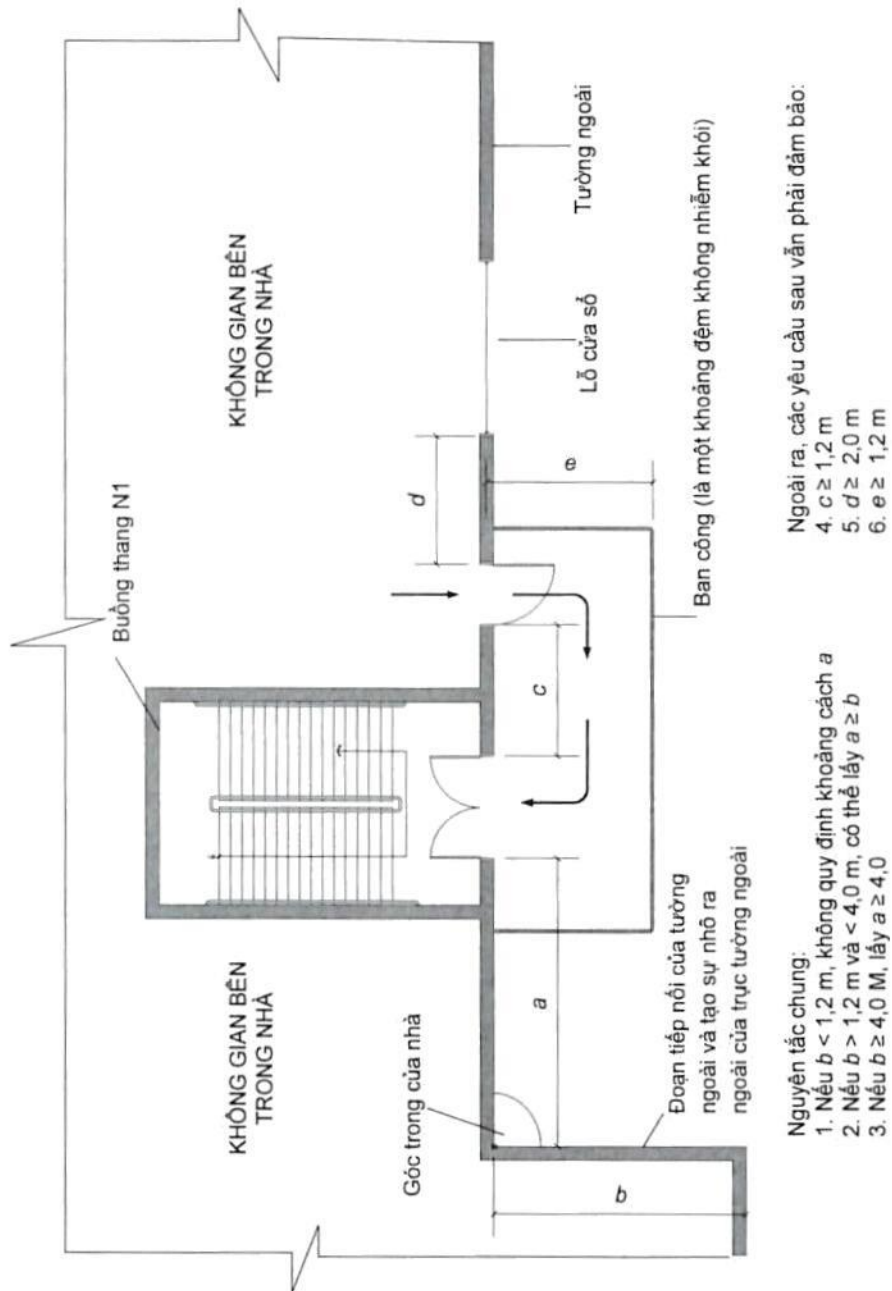 Buồng thang N1
KHÔNG GIAN BÊN
TRONG NHÀ
KHÔNG GIAN BÊN
TRONG NHÀ
Góc trong của nhà
a
b
c
d
e
Đoạn tiếp nối của tường
ngoài và tạo sự nhô ra
ngoài của trục tường ngoài
Lỗ cửa sổ
Tường ngoài
Ban công (là một khoảng đệm không nhiễm khói)
Nguyên tắc chung:
1. Nếu b < 1,2 m, không quy định khoảng cách a
2. Nếu b > 1,2 m và < 4,0 m, có thể lấy a ≥ b
3. Nếu b ≥ 4,0 M, lấy a ≥ 4,0
Ngoài ra, các yêu cầu sau vẫn phải đảm bảo:
4. c ≥ 1,2 m
5. d ≥ 2,0 m
6. e ≥ 1,2 m